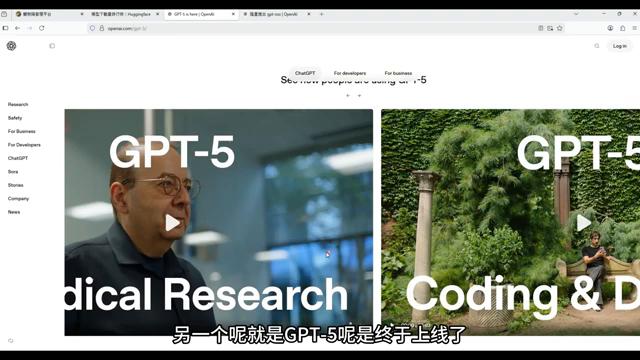 GPT-5 is here | OpenAI
openai.com/gpt-5/
Log in
ChatGPT
For developers
For business
See how people are using GPT-5
Research
Safety
For Business
For Developers
ChatGPT
Sora
Stories
Company
News
GPT-5
dical Research
GPT-5
Coding & D
另一个呢就是GPT-5呢是终于上线了